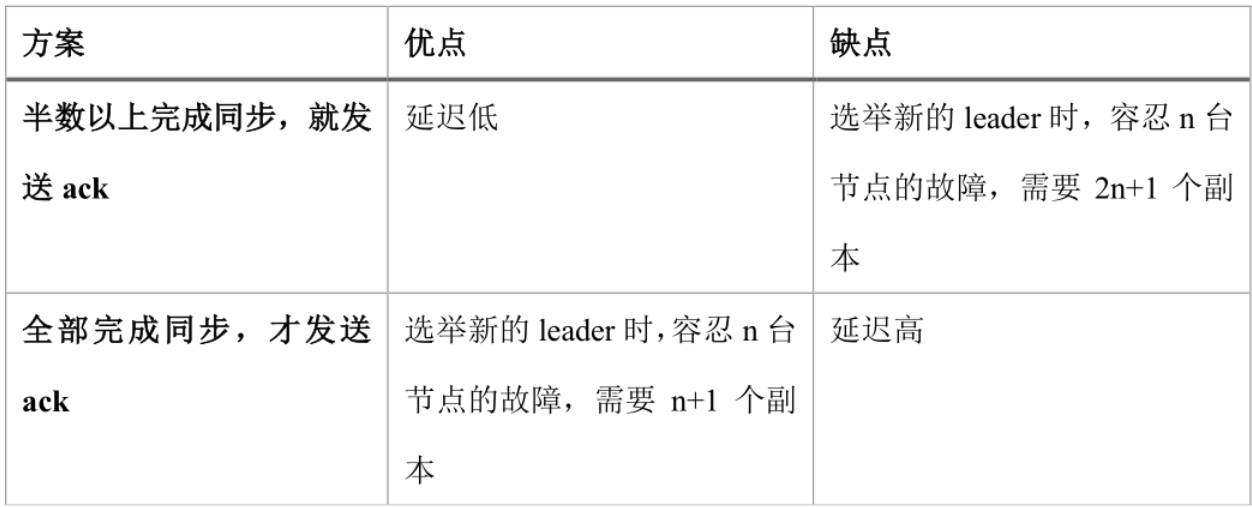 方案
优点
缺点
半数以上完成同步，就发
送 ack
延迟低
选举新的 leader 时，容忍 n 台
节点的故障，需要 2n+1 个副
本
全部完成同步，才发送
ack
选举新的 leader 时，容忍 n 台
节点的故障，需要 n+1 个副
本
延迟高